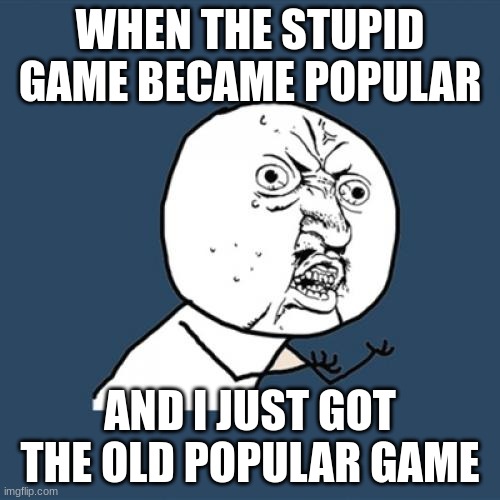 WHEN THE STUPID
GAME BECAME POPULAR
AND I JUST GOT
THE OLD POPULAR GAME
imgflip.com